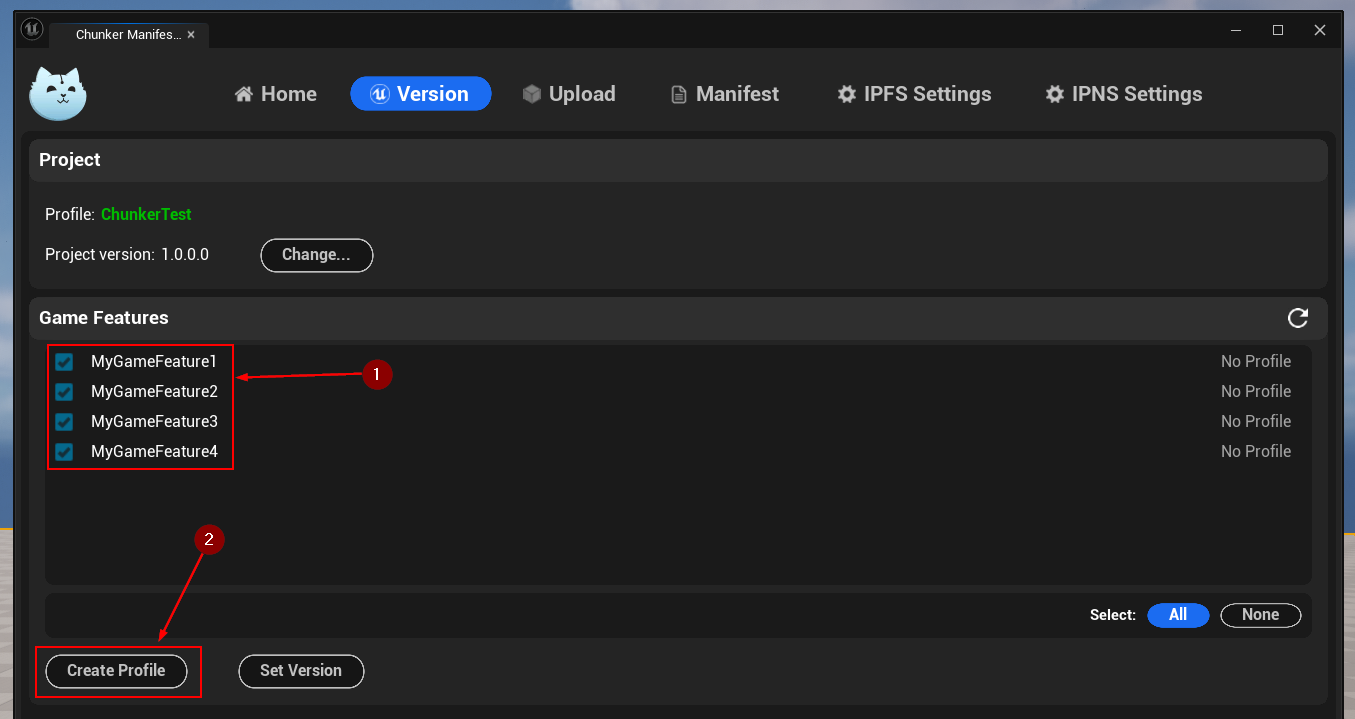 Chunker Manifes...
Home
Version
Upload
Manifest
IPFS Settings
IPNS Settings
Project
Profile: ChunkerTest
Project version: 1.0.0.0
Change...
Game Features
MyGameFeature1 No Profile
MyGameFeature2 No Profile
MyGameFeature3 No Profile
MyGameFeature4 No Profile
1
2
Select: All None
Create Profile
Set Version